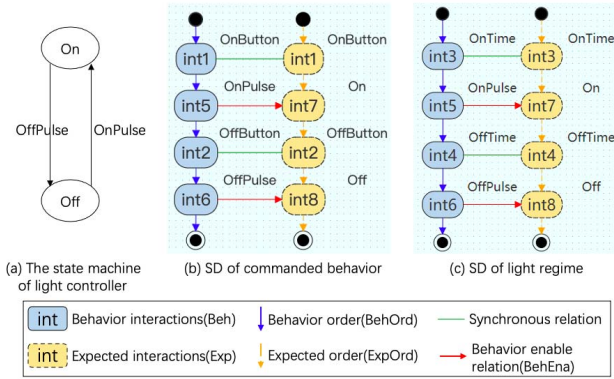 On
OffPulse OnPulse
Off
(a) The state machine
of light controller
OnButton OnButton
int1 int1
OnPulse On
int5 int7
OffButton OffButton
int2 int2
OffPulse Off
int6 int8
(b) SD of commanded behavior
OnTime OnTime
int3 int3
OnPulse On
int5 int7
OffTime OffTime
int4 int4
OffPulse Off
int6 int8
(c) SD of light regime
int Behavior interactions(Beh) Behavior order(BehOrd) Synchronous relation
int Expected interactions(Exp) Expected order(ExpOrd) Behavior enable
relation(BehEna)